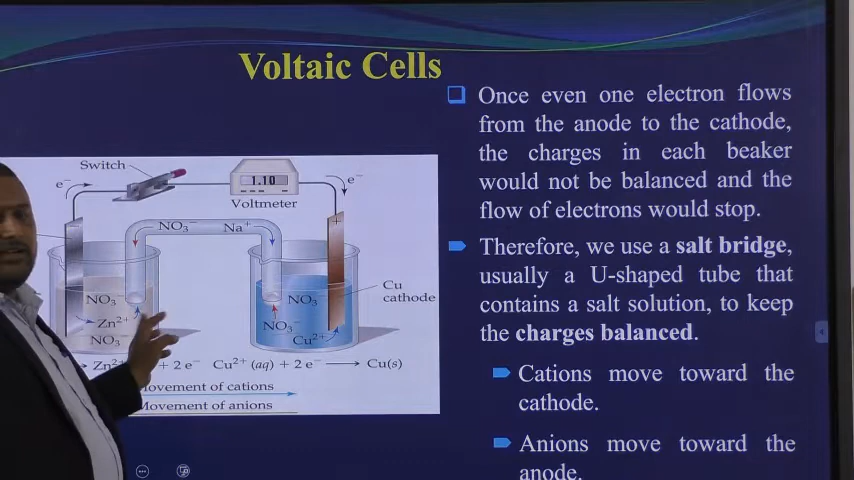 Voltaic Cells
Once even one electron flows
from the anode to the cathode,
the charges in each beaker
would not be balanced and the
flow of electrons would stop.
Therefore, we use a salt bridge,
usually a U-shaped tube that
contains a salt solution, to keep
the charges balanced.
Cations move toward the
cathode.
Anions move toward the
anode.
Switch
e⁻
1.10
e⁻
Voltmeter
NO₃⁻ Na⁺
− +
Cu
cathode
NO₃⁻ NO₃⁻
Zn²⁺
NO₃⁻
NO₃⁻
Cu²⁺
Zn²⁺ + 2 e⁻ Cu²⁺ (aq) + 2 e⁻ → Cu(s)
Movement of cations
Movement of anions